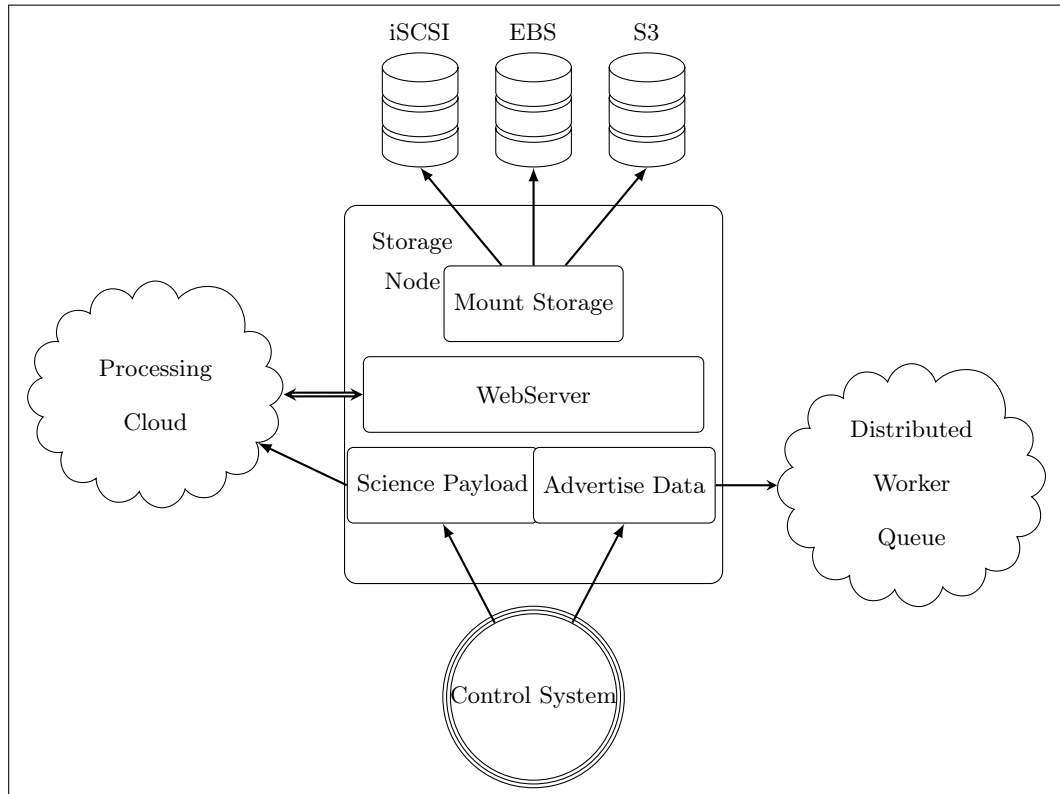 iSCSI
EBS
S3
Storage
Node
Mount Storage
Processing
Cloud
WebServer
Science Payload
Advertise Data
Distributed
Worker
Queue
Control System